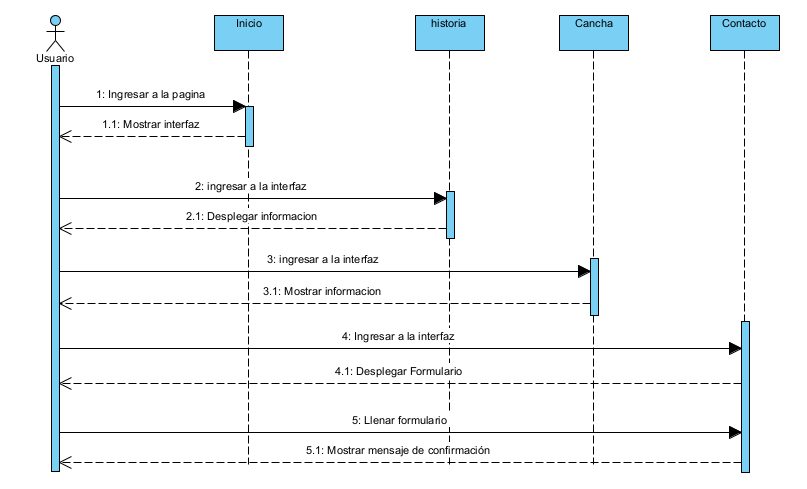 Inicio
historia
Cancha
Contacto
Usuario
1: Ingresar a la pagina
1.1: Mostrar interfaz
2: ingresar a la interfaz
2.1: Desplegar informacion
3: ingresar a la interfaz
3.1: Mostrar informacion
4: Ingresar a la interfaz
4.1: Desplegar Formulario
5: Llenar formulario
5.1: Mostrar mensaje de confirmación